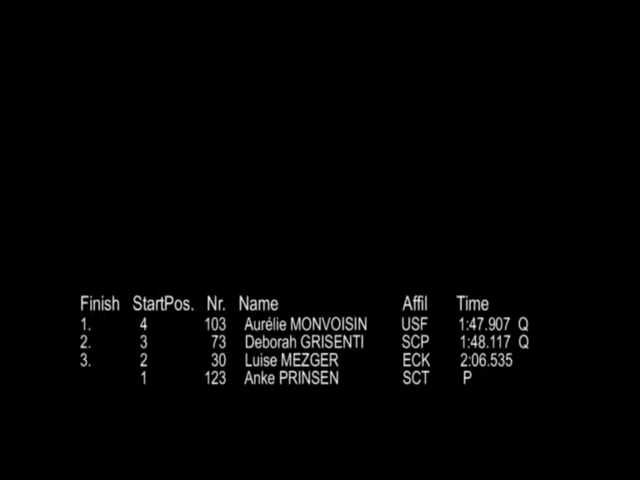 Finish StartPos. Nr. Name Affil Time
1. 4 103 Aurélie MONVOISIN USF 1:47.907 Q
2. 3 73 Deborah GRISENTI SCP 1:48.117 Q
3. 2 30 Luise MEZGER ECK 2:06.535
1 123 Anke PRINSEN SCT P